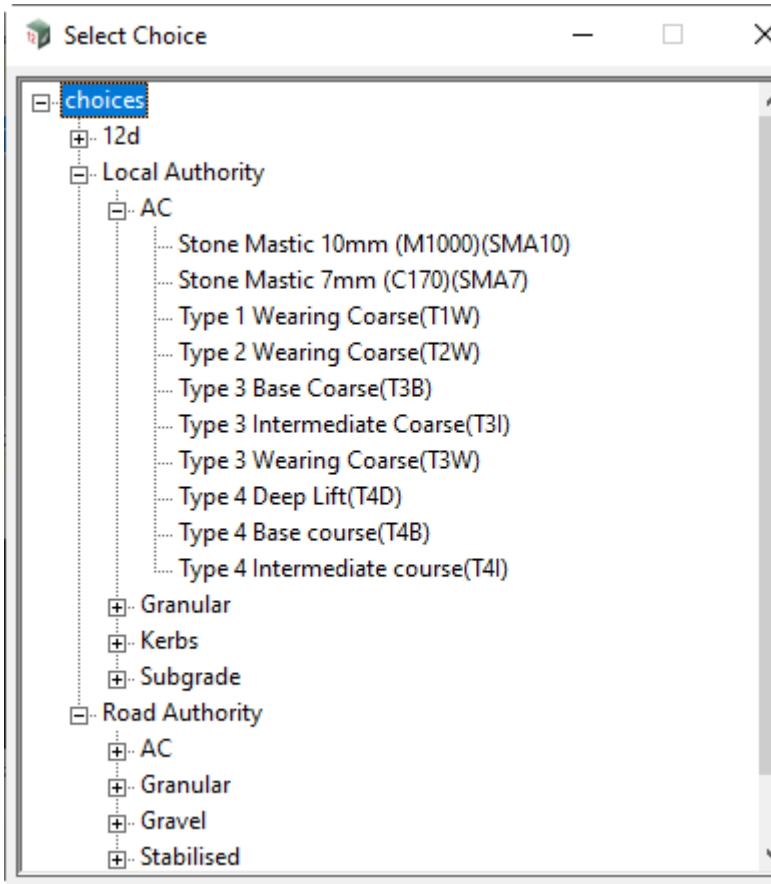 Select Choice
choices
12d
Local Authority
AC
Stone Mastic 10mm (M1000)(SMA10)
Stone Mastic 7mm (C170)(SMA7)
Type 1 Wearing Coarse(T1W)
Type 2 Wearing Coarse(T2W)
Type 3 Base Coarse(T3B)
Type 3 Intermediate Coarse(T3I)
Type 3 Wearing Coarse(T3W)
Type 4 Deep Lift(T4D)
Type 4 Base course(T4B)
Type 4 Intermediate course(T4I)
Granular
Kerbs
Subgrade
Road Authority
AC
Granular
Gravel
Stabilised